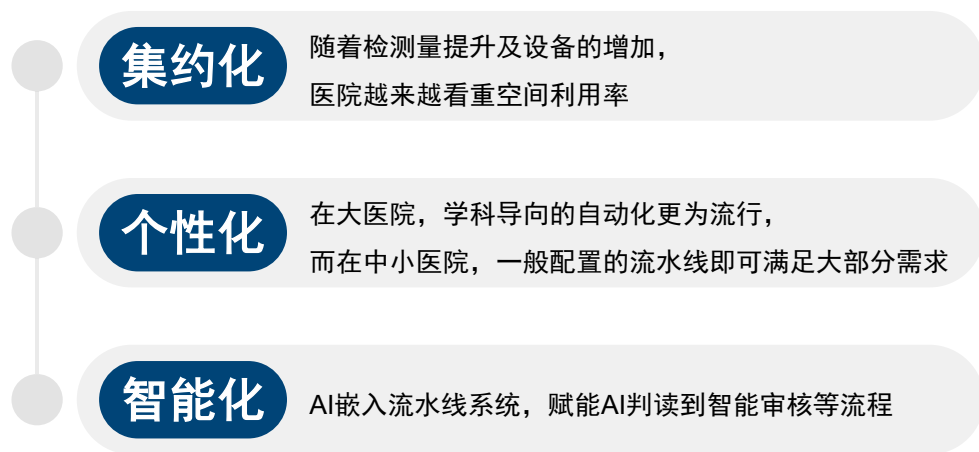 集约化
随着检测量提升及设备的增加，
医院越来越看重空间利用率
个性化
在大医院，学科导向的自动化更为流行，
而在中小医院，一般配置的流水线即可满足大部分需求
智能化
AI嵌入流水线系统，赋能AI判读到智能审核等流程